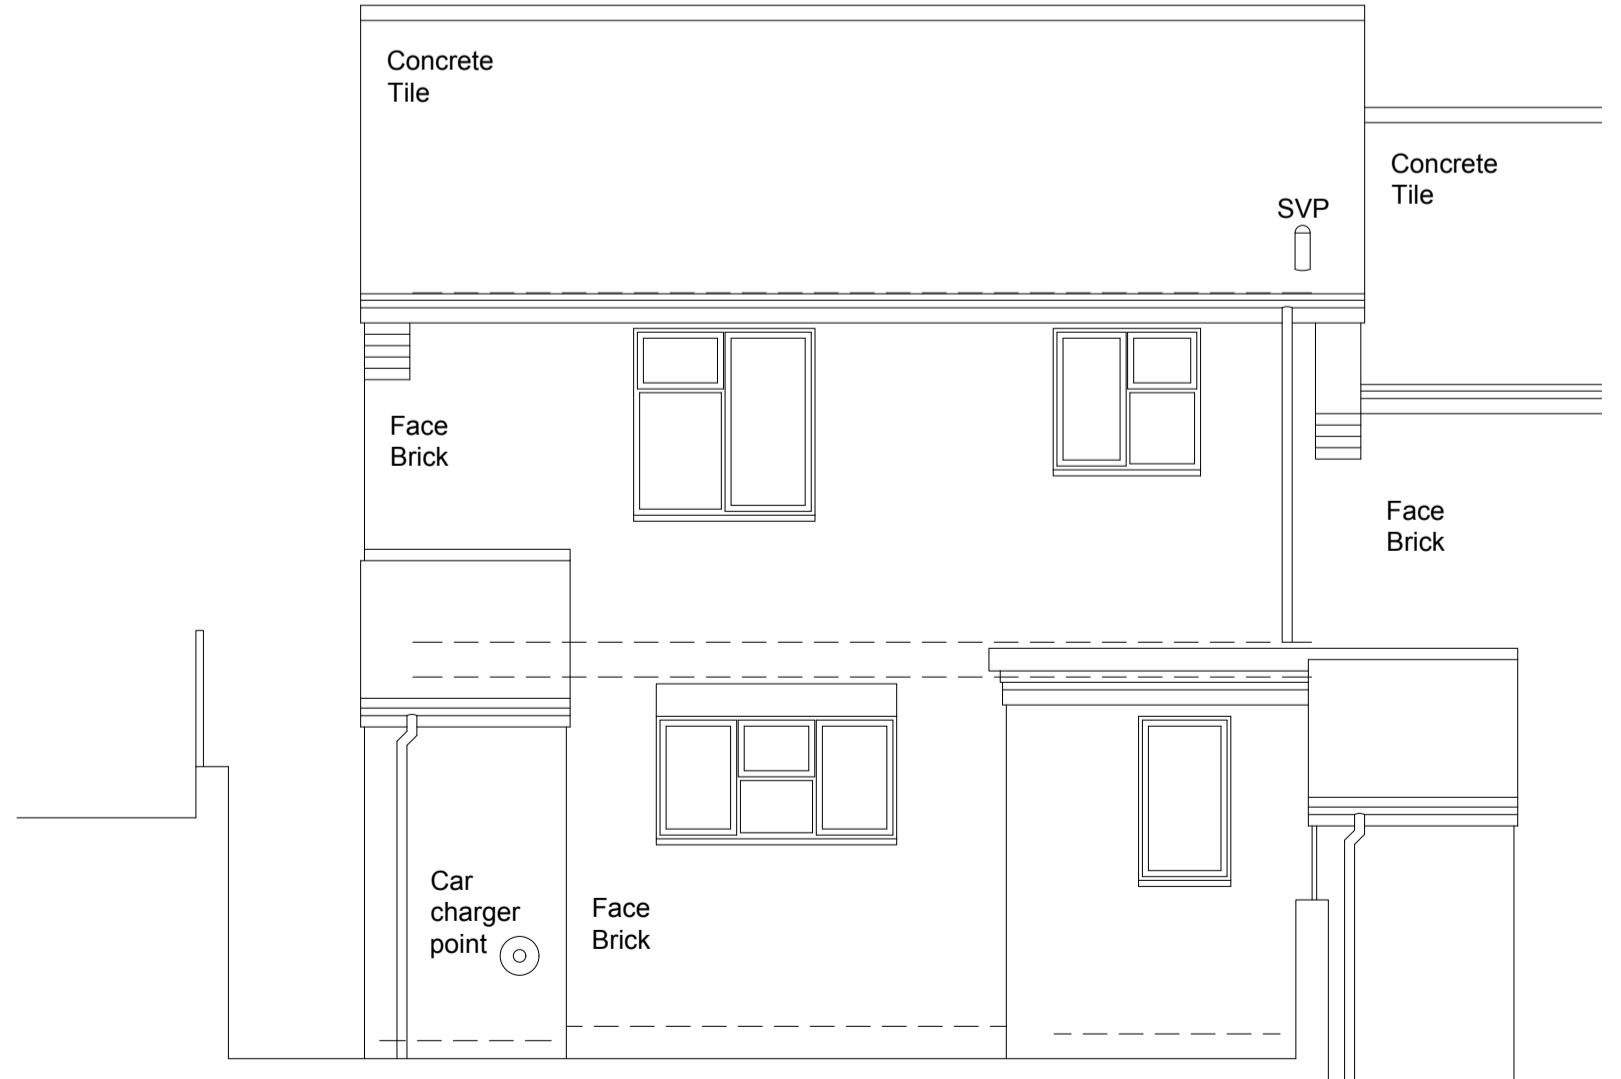 Concrete
Tile
Concrete
Tile
SVP
Face
Brick
Face
Brick
Car
charger
point
Face
Brick